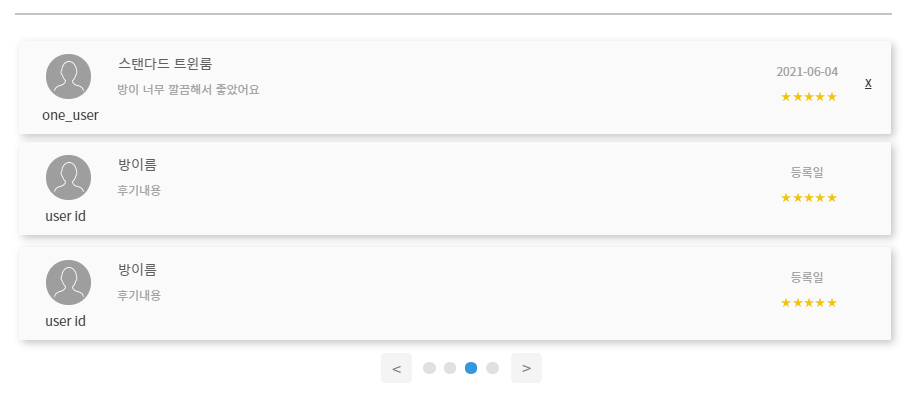 스탠다드 트윈룸
2021-06-04
방이 너무 깔끔해서 좋았어요
★★★★★
x
one_user
방이름
등록일
후기내용
★★★★★
user id
방이름
등록일
후기내용
★★★★★
user id
< >